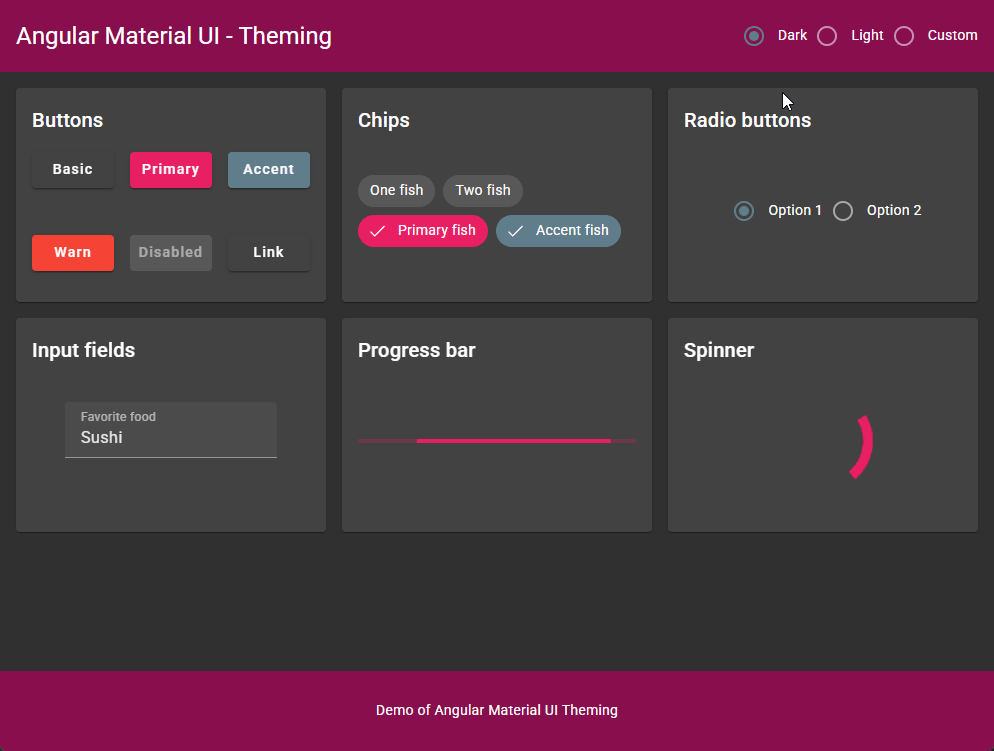 Angular Material UI - Theming
Dark Light Custom
Buttons
Basic Primary Accent
Warn Disabled Link
Chips
One fish Two fish
Primary fish Accent fish
Radio buttons
Option 1 Option 2
Input fields
Favorite food
Sushi
Progress bar
Spinner
Demo of Angular Material UI Theming